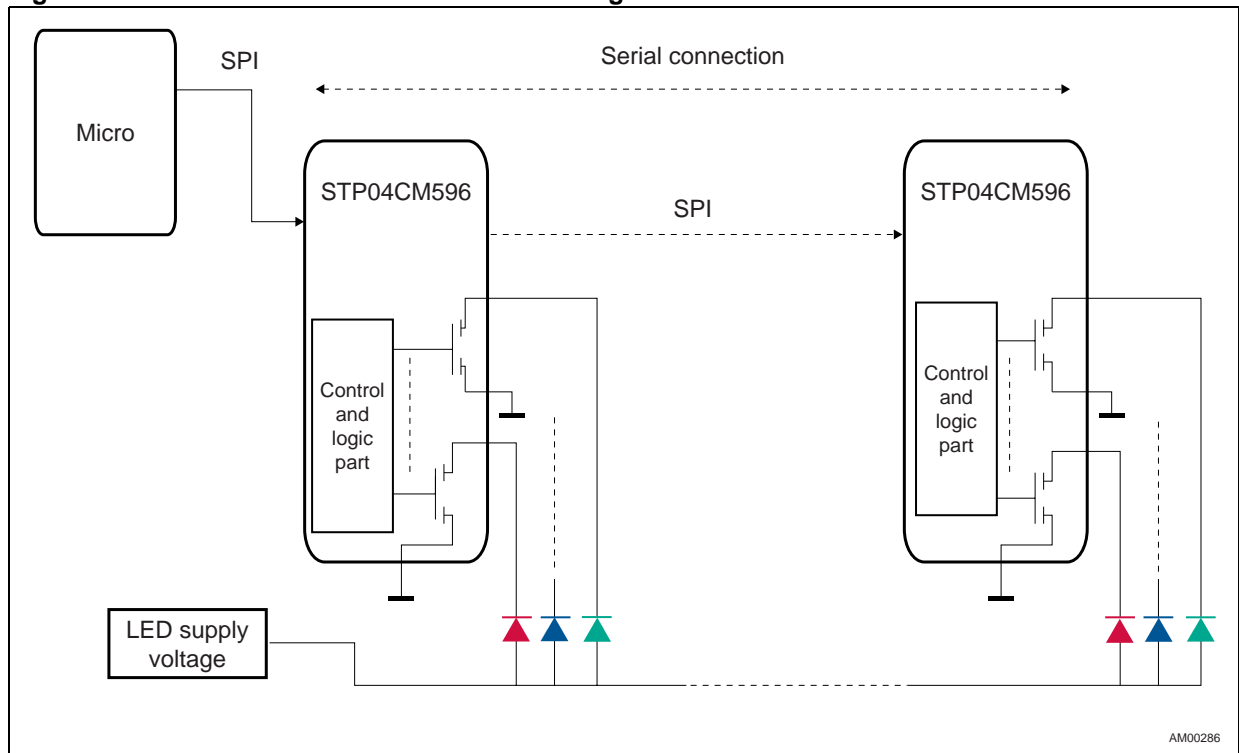 SPI
Serial connection
Micro
STP04CM596
SPI
STP04CM596
Control
and
logic
part
Control
and
logic
part
LED supply
voltage
AM00286